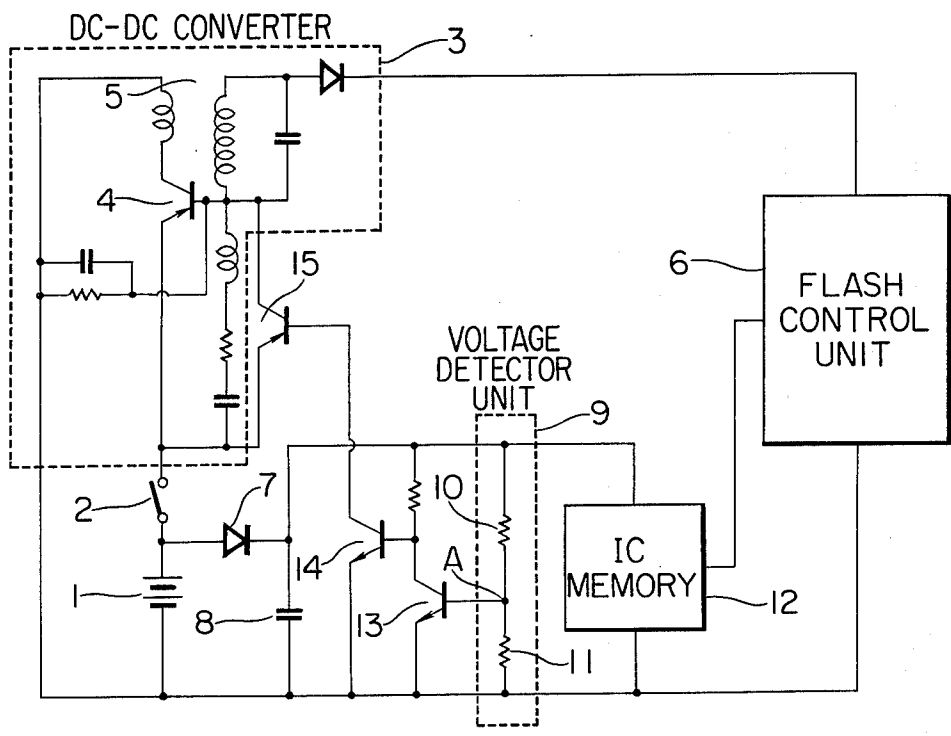 DC-DC CONVERTER
3
5
4
6
FLASH
CONTROL
UNIT
15
VOLTAGE
DETECTOR
UNIT
9
7
2
10
14
A
IC
MEMORY
1
8
13
12
11